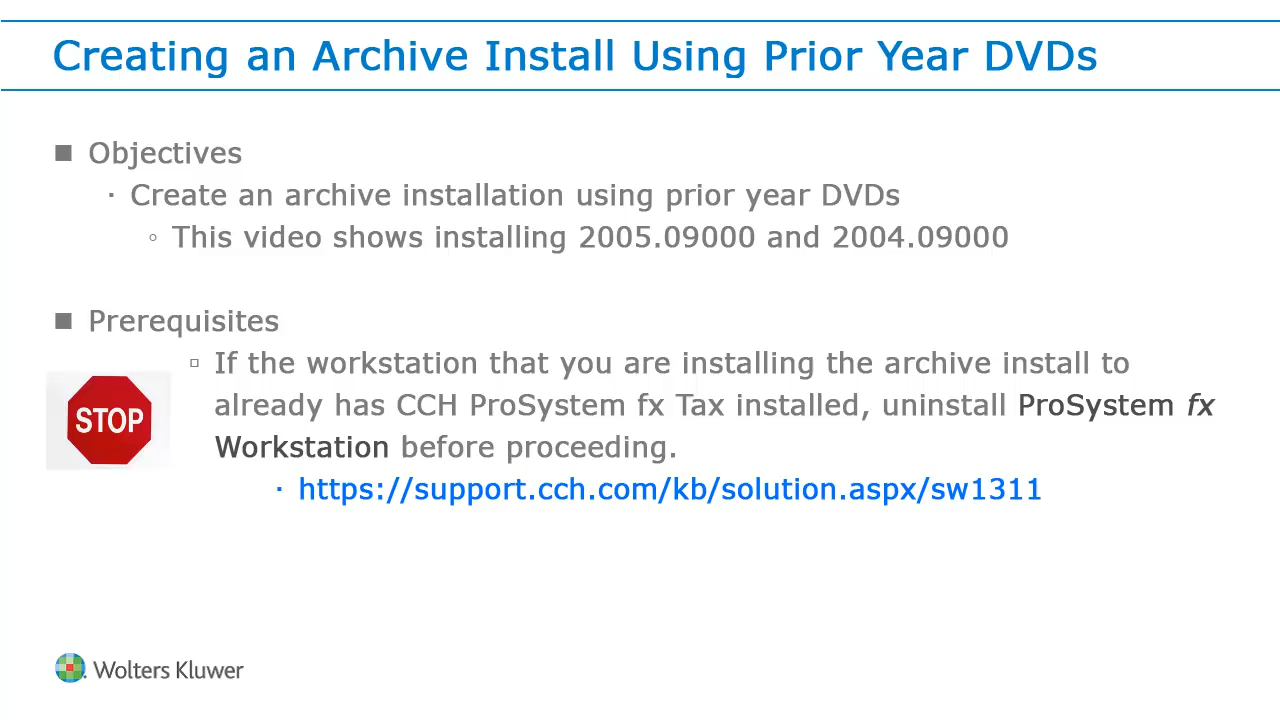 Creating an Archive Install Using Prior Year DVDs
■ Objectives
· Create an archive installation using prior year DVDs
◦ This video shows installing 2005.09000 and 2004.09000
■ Prerequisites
▫ If the workstation that you are installing the archive install to
already has CCH ProSystem fx Tax installed, uninstall ProSystem fx
STOP
Workstation before proceeding.
· https://support.cch.com/kb/solution.aspx/sw1311
Wolters Kluwer